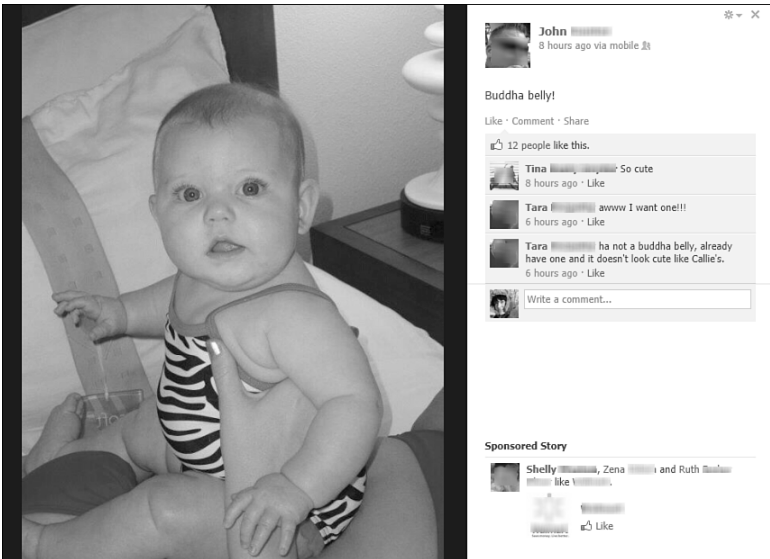 John
8 hours ago via mobile
Buddha belly!
Like · Comment · Share
12 people like this.
Tina So cute
8 hours ago · Like
Tara awww I want one!!!
6 hours ago · Like
Tara ha not a buddha belly, already
have one and it doesn't look cute like Callie's.
6 hours ago · Like
Write a comment...
Sponsored Story
Shelly , Zena and Ruth
like .
Like